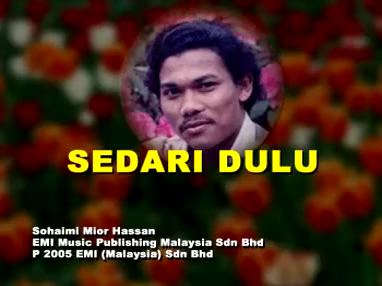 SEDARI DULU
Sohaimi Mior Hassan
EMI Music Publishing Malaysia Sdn Bhd
P 2005 EMI (Malaysia) Sdn Bhd